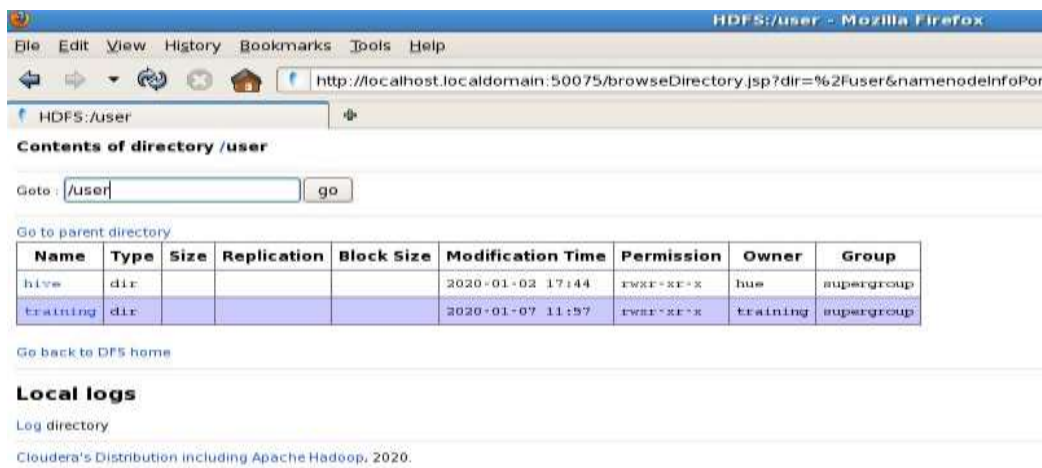 HDFS:/user - Mozilla Firefox
File Edit View History Bookmarks Tools Help
http://localhost.localdomain:50075/browseDirectory.jsp?dir=%2Fuser&namenodeInfoPor
HDFS:/user
Contents of directory /user
Goto : /user go
Go to parent directory
Name Type Size Replication Block Size Modification Time Permission Owner Group
hive dir 2020-01-02 17:44 rwxr-xr-x hue supergroup
training dir 2020-01-07 11:57 rwxr-xr-x training supergroup
Go back to DFS home
Local logs
Log directory
Cloudera's Distribution including Apache Hadoop, 2020.